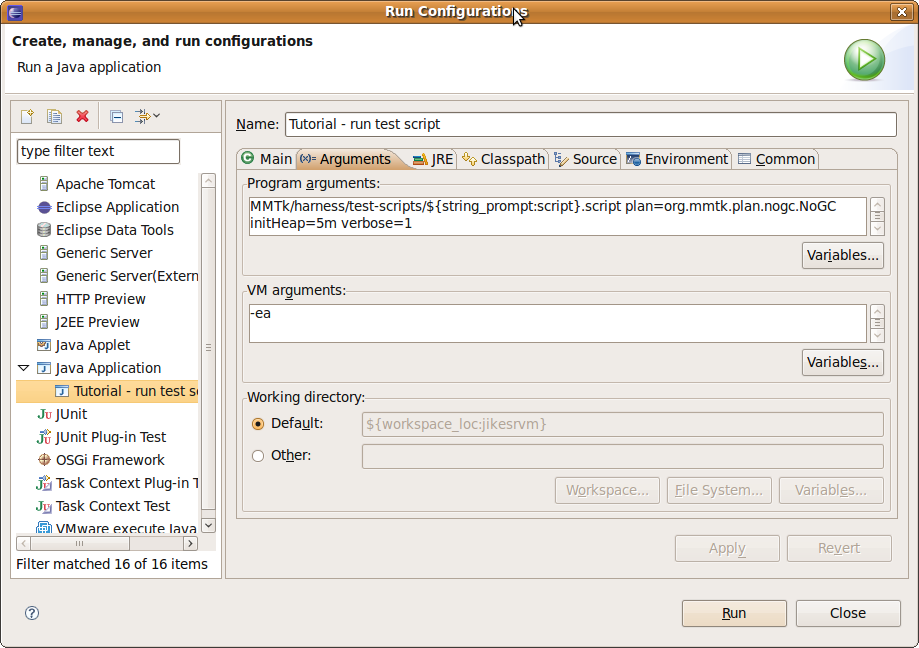 Run Configurations
Create, manage, and run configurations
Run a Java application
type filter text
Apache Tomcat
Eclipse Application
Eclipse Data Tools
Generic Server
Generic Server(Extern
HTTP Preview
J2EE Preview
Java Applet
Java Application
Tutorial - run test sc
JUnit
JUnit Plug-in Test
OSGi Framework
Task Context Plug-in T
Task Context Test
VMware execute Java
Filter matched 16 of 16 items
Name: Tutorial - run test script
Main (x)= Arguments JRE Classpath Source Environment Common
Program arguments:
MMTk/harness/test-scripts/${string_prompt:script}.script plan=org.mmtk.plan.nogc.NoGC
initHeap=5m verbose=1
Variables...
VM arguments:
-ea
Variables...
Working directory:
Default: ${workspace_loc:jikesrvm}
Other:
Workspace... File System... Variables...
Apply Revert
Run Close